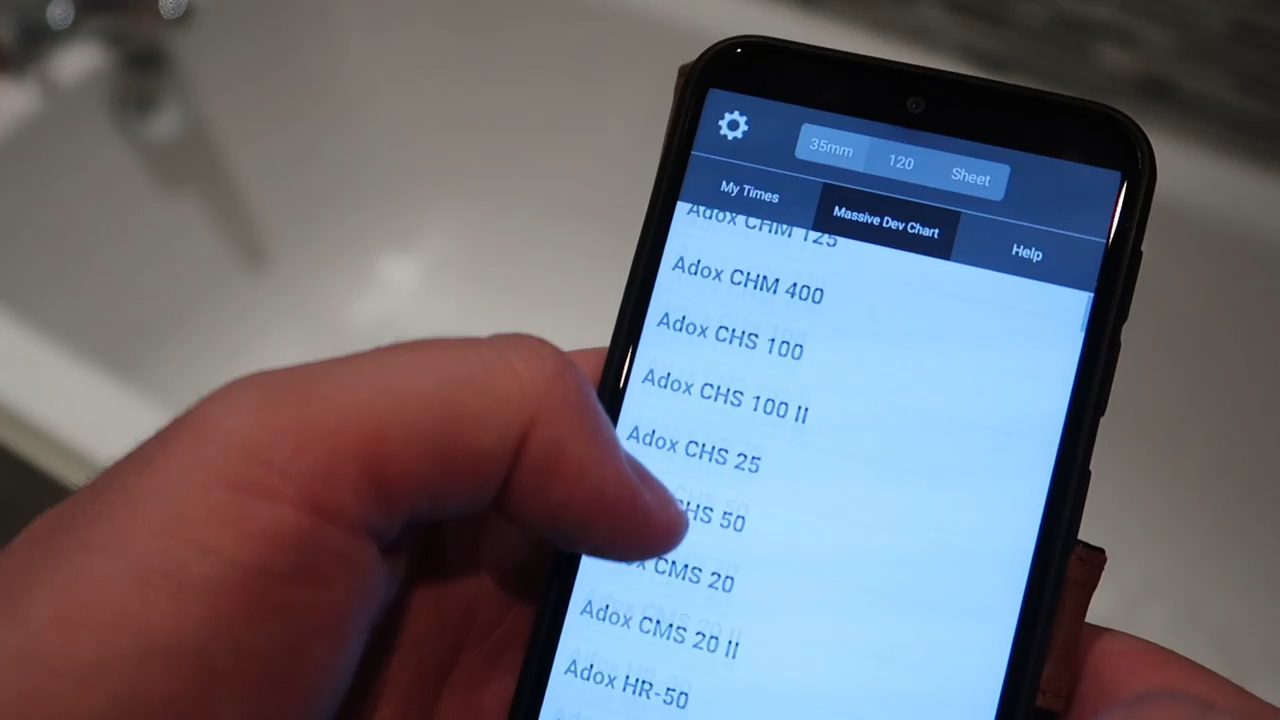 35mm 120 Sheet
My Times Massive Dev Chart Help
Adox CHM 125
Adox CHM 400
Adox CHS 100
Adox CHS 100 II
Adox CHS 25
CHS 50
CMS 20
Adox CMS 20 II
Adox HR-50